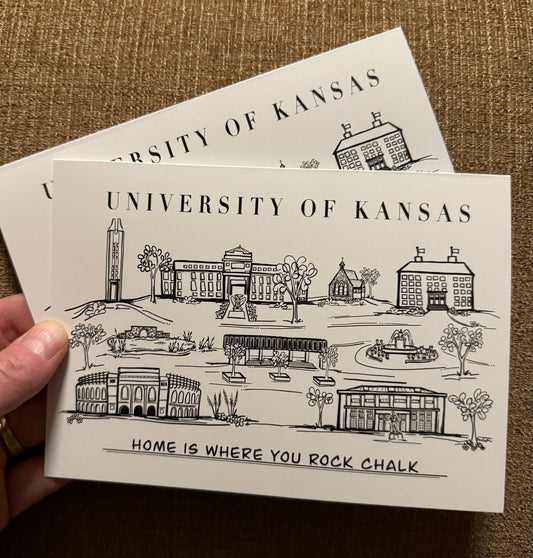 UNIVERSITY OF KANSAS
UNIVERSITY OF KANSAS
HOME IS WHERE YOU ROCK CHALK